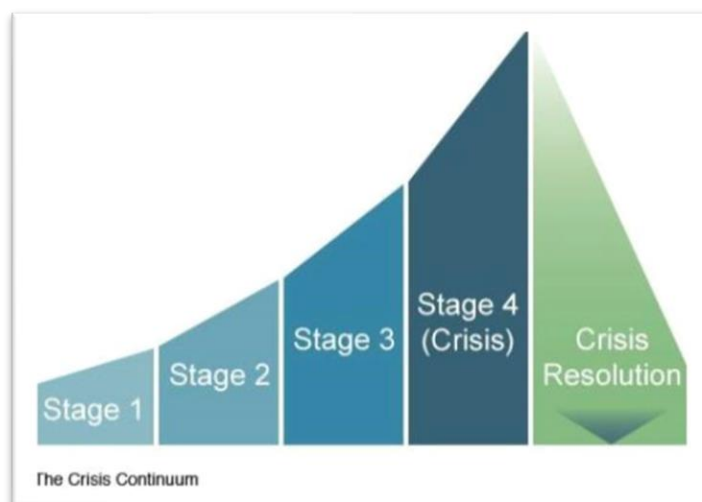 Stage 1
Stage 2
Stage 3
Stage 4
(Crisis)
Crisis
Resolution
The Crisis Continuum